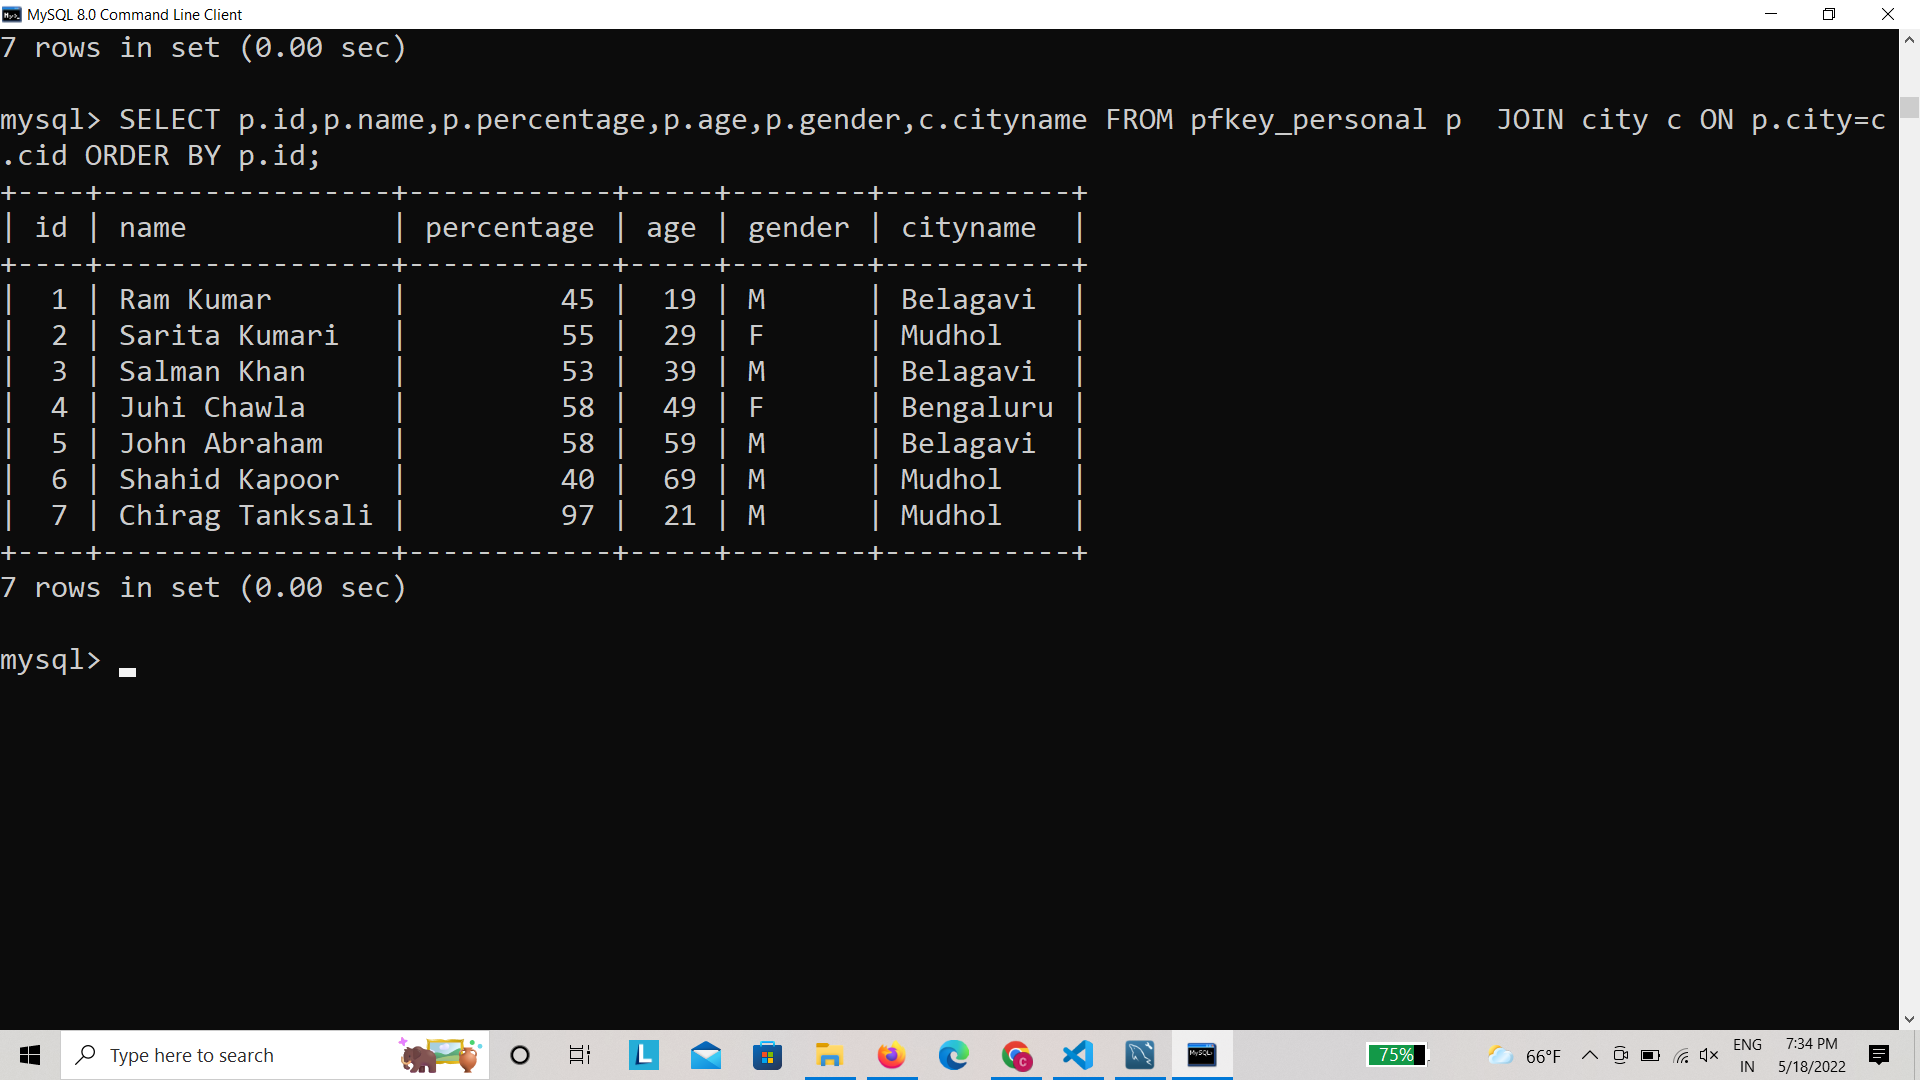 MySQL 8.0 Command Line Client
7 rows in set (0.00 sec)
mysql> SELECT p.id,p.name,p.percentage,p.age,p.gender,c.cityname FROM pfkey_personal p  JOIN city c ON p.city=c
.cid ORDER BY p.id;
+----+-----------------+------------+-----+--------+-----------+
| id | name            | percentage | age | gender | cityname  |
+----+-----------------+------------+-----+--------+-----------+
|  1 | Ram Kumar       |         45 |  19 | M      | Belagavi  |
|  2 | Sarita Kumari   |         55 |  29 | F      | Mudhol    |
|  3 | Salman Khan     |         53 |  39 | M      | Belagavi  |
|  4 | Juhi Chawla     |         58 |  49 | F      | Bengaluru |
|  5 | John Abraham    |         58 |  59 | M      | Belagavi  |
|  6 | Shahid Kapoor   |         40 |  69 | M      | Mudhol    |
|  7 | Chirag Tanksali |         97 |  21 | M      | Mudhol    |
+----+-----------------+------------+-----+--------+-----------+
7 rows in set (0.00 sec)
mysql>
Type here to search
L
C
MySQL
75%
66°F
ENG
IN
7:34 PM
5/18/2022